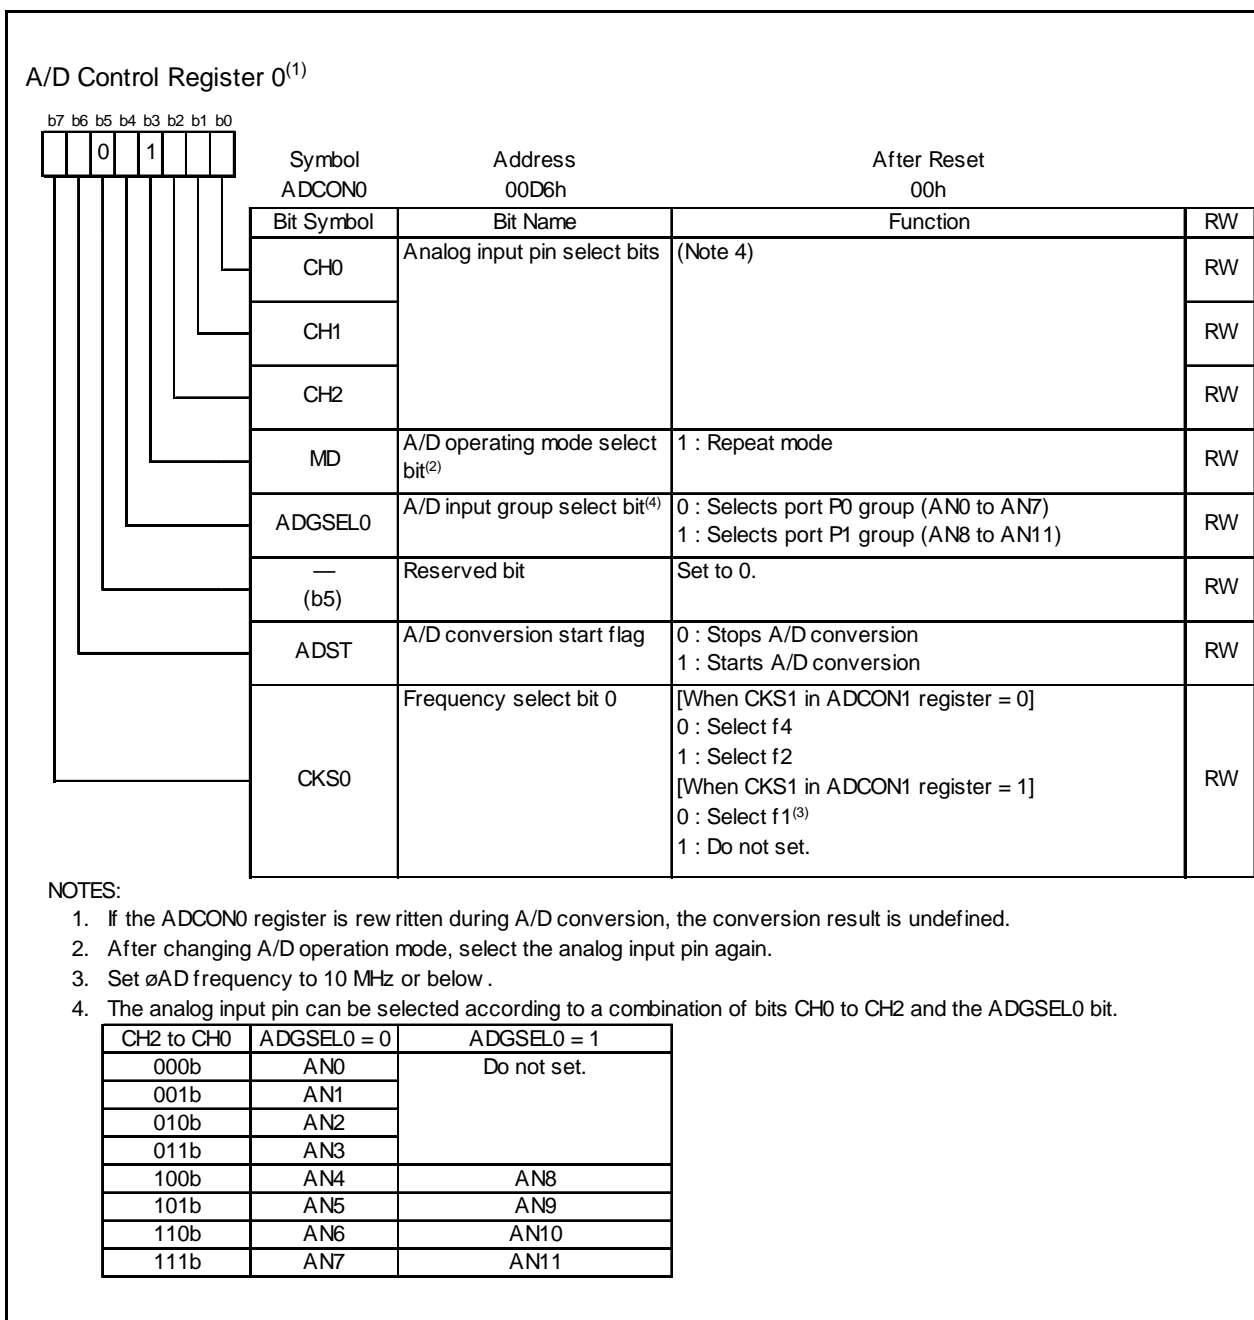 A/D Control Register 0(1)
b7 b6 b5 b4 b3 b2 b1 b0
0 1
Symbol Address After Reset
ADCON0 00D6h 00h
Bit Symbol Bit Name Function RW
CH0 Analog input pin select bits (Note 4) RW
CH1 RW
CH2 RW
MD A/D operating mode select bit(2) 1 : Repeat mode RW
ADGSEL0 A/D input group select bit(4) 0 : Selects port P0 group (AN0 to AN7)
1 : Selects port P1 group (AN8 to AN11) RW
— (b5) Reserved bit Set to 0. RW
ADST A/D conversion start flag 0 : Stops A/D conversion
1 : Starts A/D conversion RW
CKS0 Frequency select bit 0 [When CKS1 in ADCON1 register = 0]
0 : Select f4
1 : Select f2
[When CKS1 in ADCON1 register = 1]
0 : Select f1(3)
1 : Do not set. RW
NOTES:
1. If the ADCON0 register is rewritten during A/D conversion, the conversion result is undefined.
2. After changing A/D operation mode, select the analog input pin again.
3. Set øAD frequency to 10 MHz or below.
4. The analog input pin can be selected according to a combination of bits CH0 to CH2 and the ADGSEL0 bit.
CH2 to CH0 ADGSEL0 = 0 ADGSEL0 = 1
000b AN0 Do not set.
001b AN1
010b AN2
011b AN3
100b AN4 AN8
101b AN5 AN9
110b AN6 AN10
111b AN7 AN11